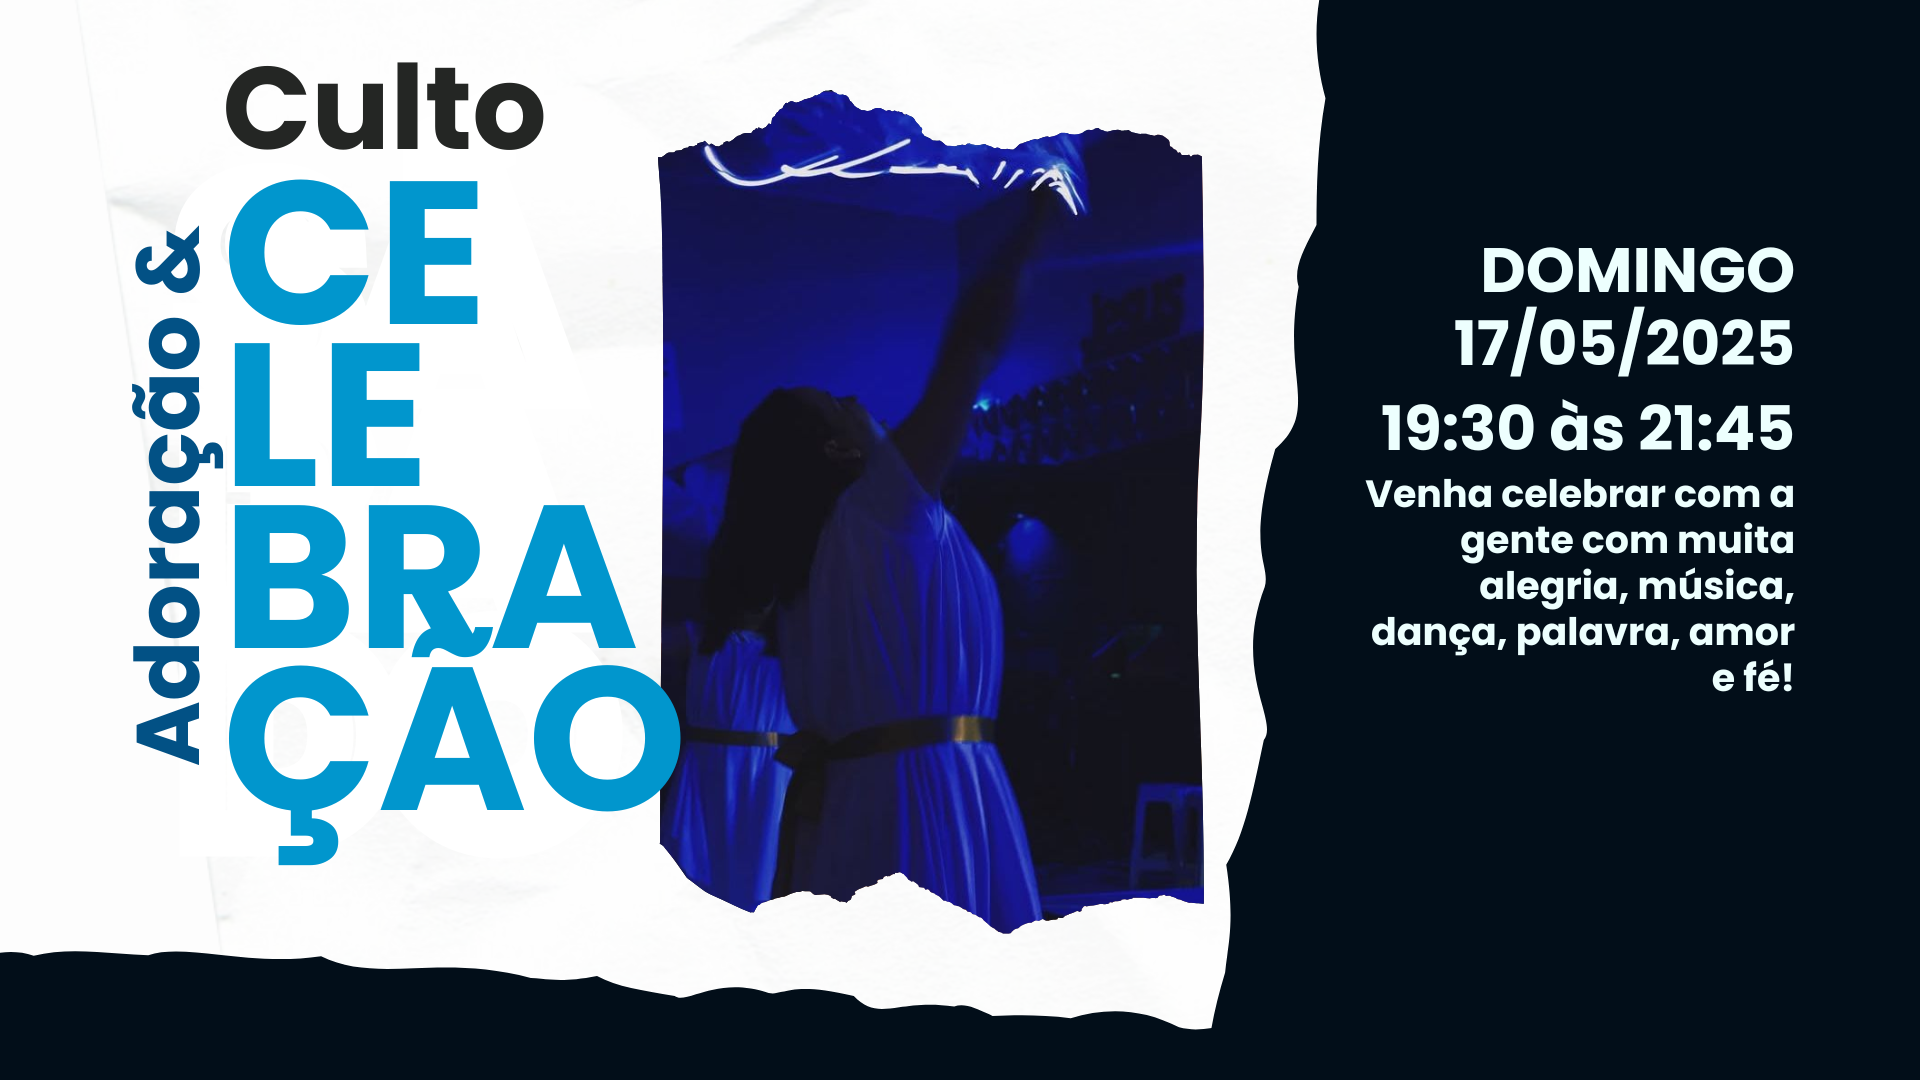 Culto
Adoração &
CE
LE
BRA
ÇÃO
DOMINGO
17/05/2025
19:30 às 21:45
Venha celebrar com a
gente com muita
alegria, música,
dança, palavra, amor
e fé!